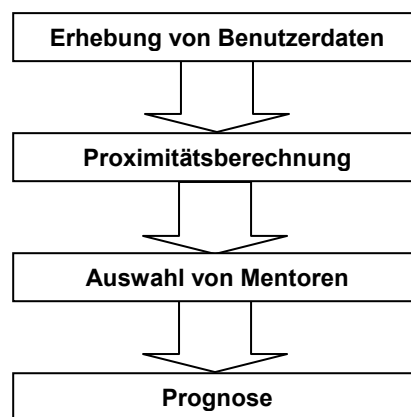 Erhebung von Benutzerdaten
Proximitätsberechnung
Auswahl von Mentoren
Prognose